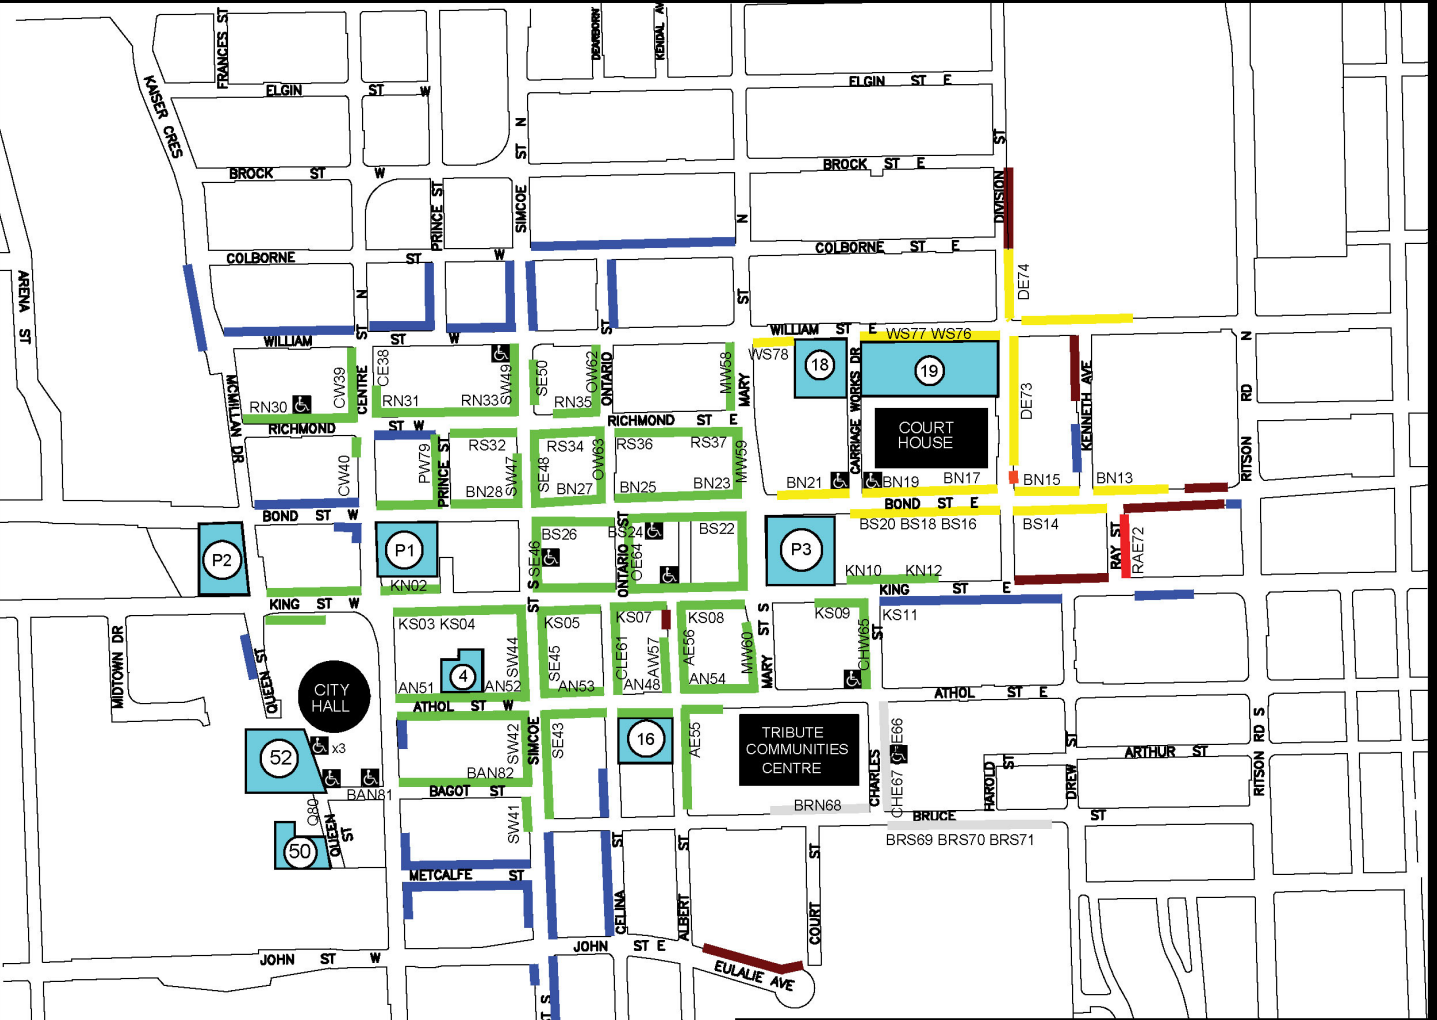 FRANCES ST
DEARBORN
KENDAL AV
KAISER CRES
ELGIN ST W
ELGIN ST E
BROCK ST W
BROCK ST E
PRINCE ST
SIMCOE ST N
DIVISION ST
COLBORNE ST W
COLBORNE ST E
ARENA ST
DE74
WILLIAM ST W
WILLIAM ST E
WS77 WS76
WS78
18
19
MCMILLAN DR
CENTRE ST N
CW39
CE38
RN30
RN31
RN33
SW49
SE50
OW62
RN35
ONTARIO ST
MW58
MARY ST N
CARRIAGE WORKS DR
DE73
KENNETH AVE
RITSON RD N
RICHMOND ST W
RICHMOND ST E
COURT
HOUSE
CW40
PW79
PRINCE ST
RS32
BN28
SW47
SE48
RS34
BN27
OW63
RS36
RS37
BN25
BN23
MW59
BN21
BN19
BN17
BN15
BN13
BOND ST W
BOND ST E
P2
P1
KN02
BS26
SE46
BS24
ONTARIO ST
OE64
BS22
P3
BS20 BS18 BS16
BS14
RAY ST
RAE72
KN10
KN12
KING ST W
KING ST E
KS03 KS04
SW44
KS05
SE45
KS07
CLE61
AW57
KS08
AE56
MW60
KS09
CHW65
KS11
MIDTOWN DR
QUEEN ST
CITY
HALL
AN51
4
AN52
AN53
AN48
AN54
MARY ST S
ATHOL ST W
ATHOL ST E
52
x3
SW42
SIMCOE ST S
SE43
16
AE55
TRIBUTE
COMMUNITIES
CENTRE
CHARLES ST
CHE67
E66
HAROLD ST
DREW ST
ARTHUR ST
RITSON RD S
BAN82
BAN81
BAGOT ST
Q80
QUEEN ST
50
SW41
BRN68
BRUCE ST
BRS69 BRS70 BRS71
METCALFE ST
CELINA ST
ALBERT ST
COURT ST
JOHN ST W
JOHN ST E
EULALIE AVE
ST S